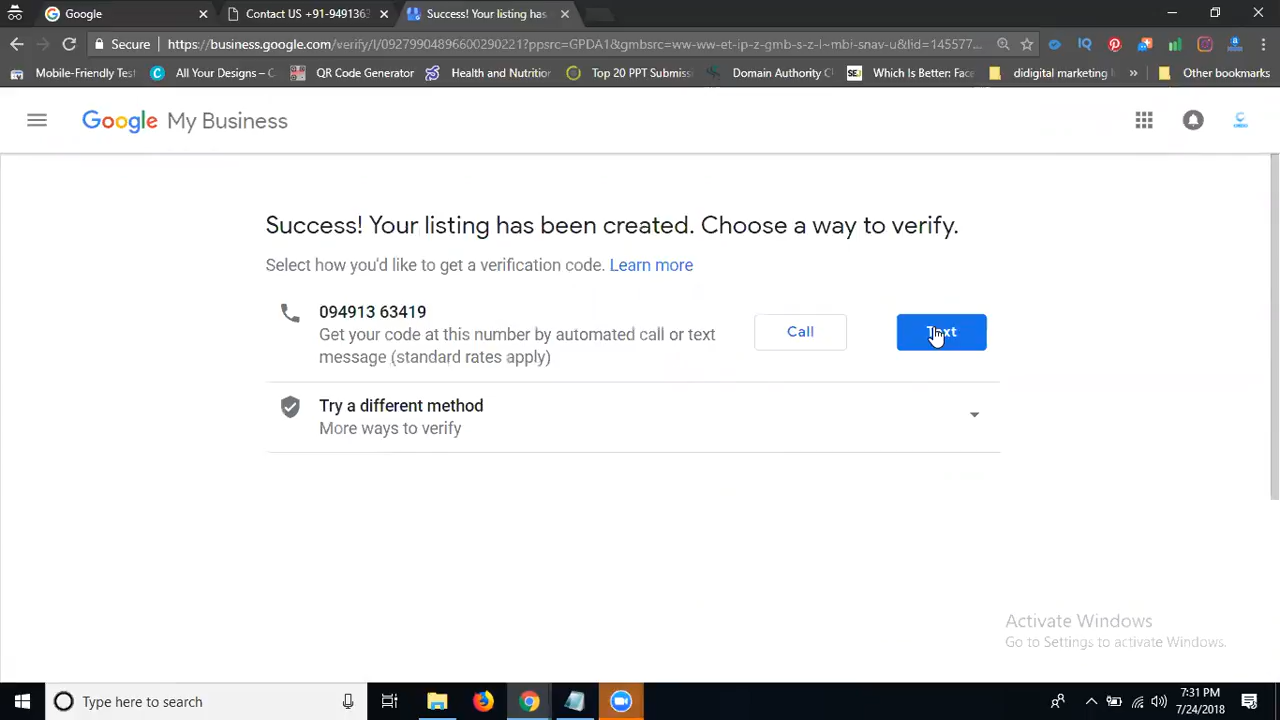 Google
Contact US +91-949136
Success! Your listing has
Secure
https://business.google.com/verify/l/09279904896600290221?ppsrc=GPDA1&gmbsrc=ww-ww-et-ip-z-gmb-s-z-l~mbi-snav-u&lid=145577...
Mobile-Friendly Test
All Your Designs – C
QR Code Generator
Health and Nutrition
Top 20 PPT Submiss
Domain Authority C
SEJ
Which Is Better: Face
didigital marketing
Other bookmarks
Google My Business
Success! Your listing has been created. Choose a way to verify.
Select how you'd like to get a verification code. Learn more
094913 63419
Get your code at this number by automated call or text
message (standard rates apply)
Call
Text
Try a different method
More ways to verify
Activate Windows
Go to Settings to activate Windows.
Type here to search
7:31 PM
7/24/2018